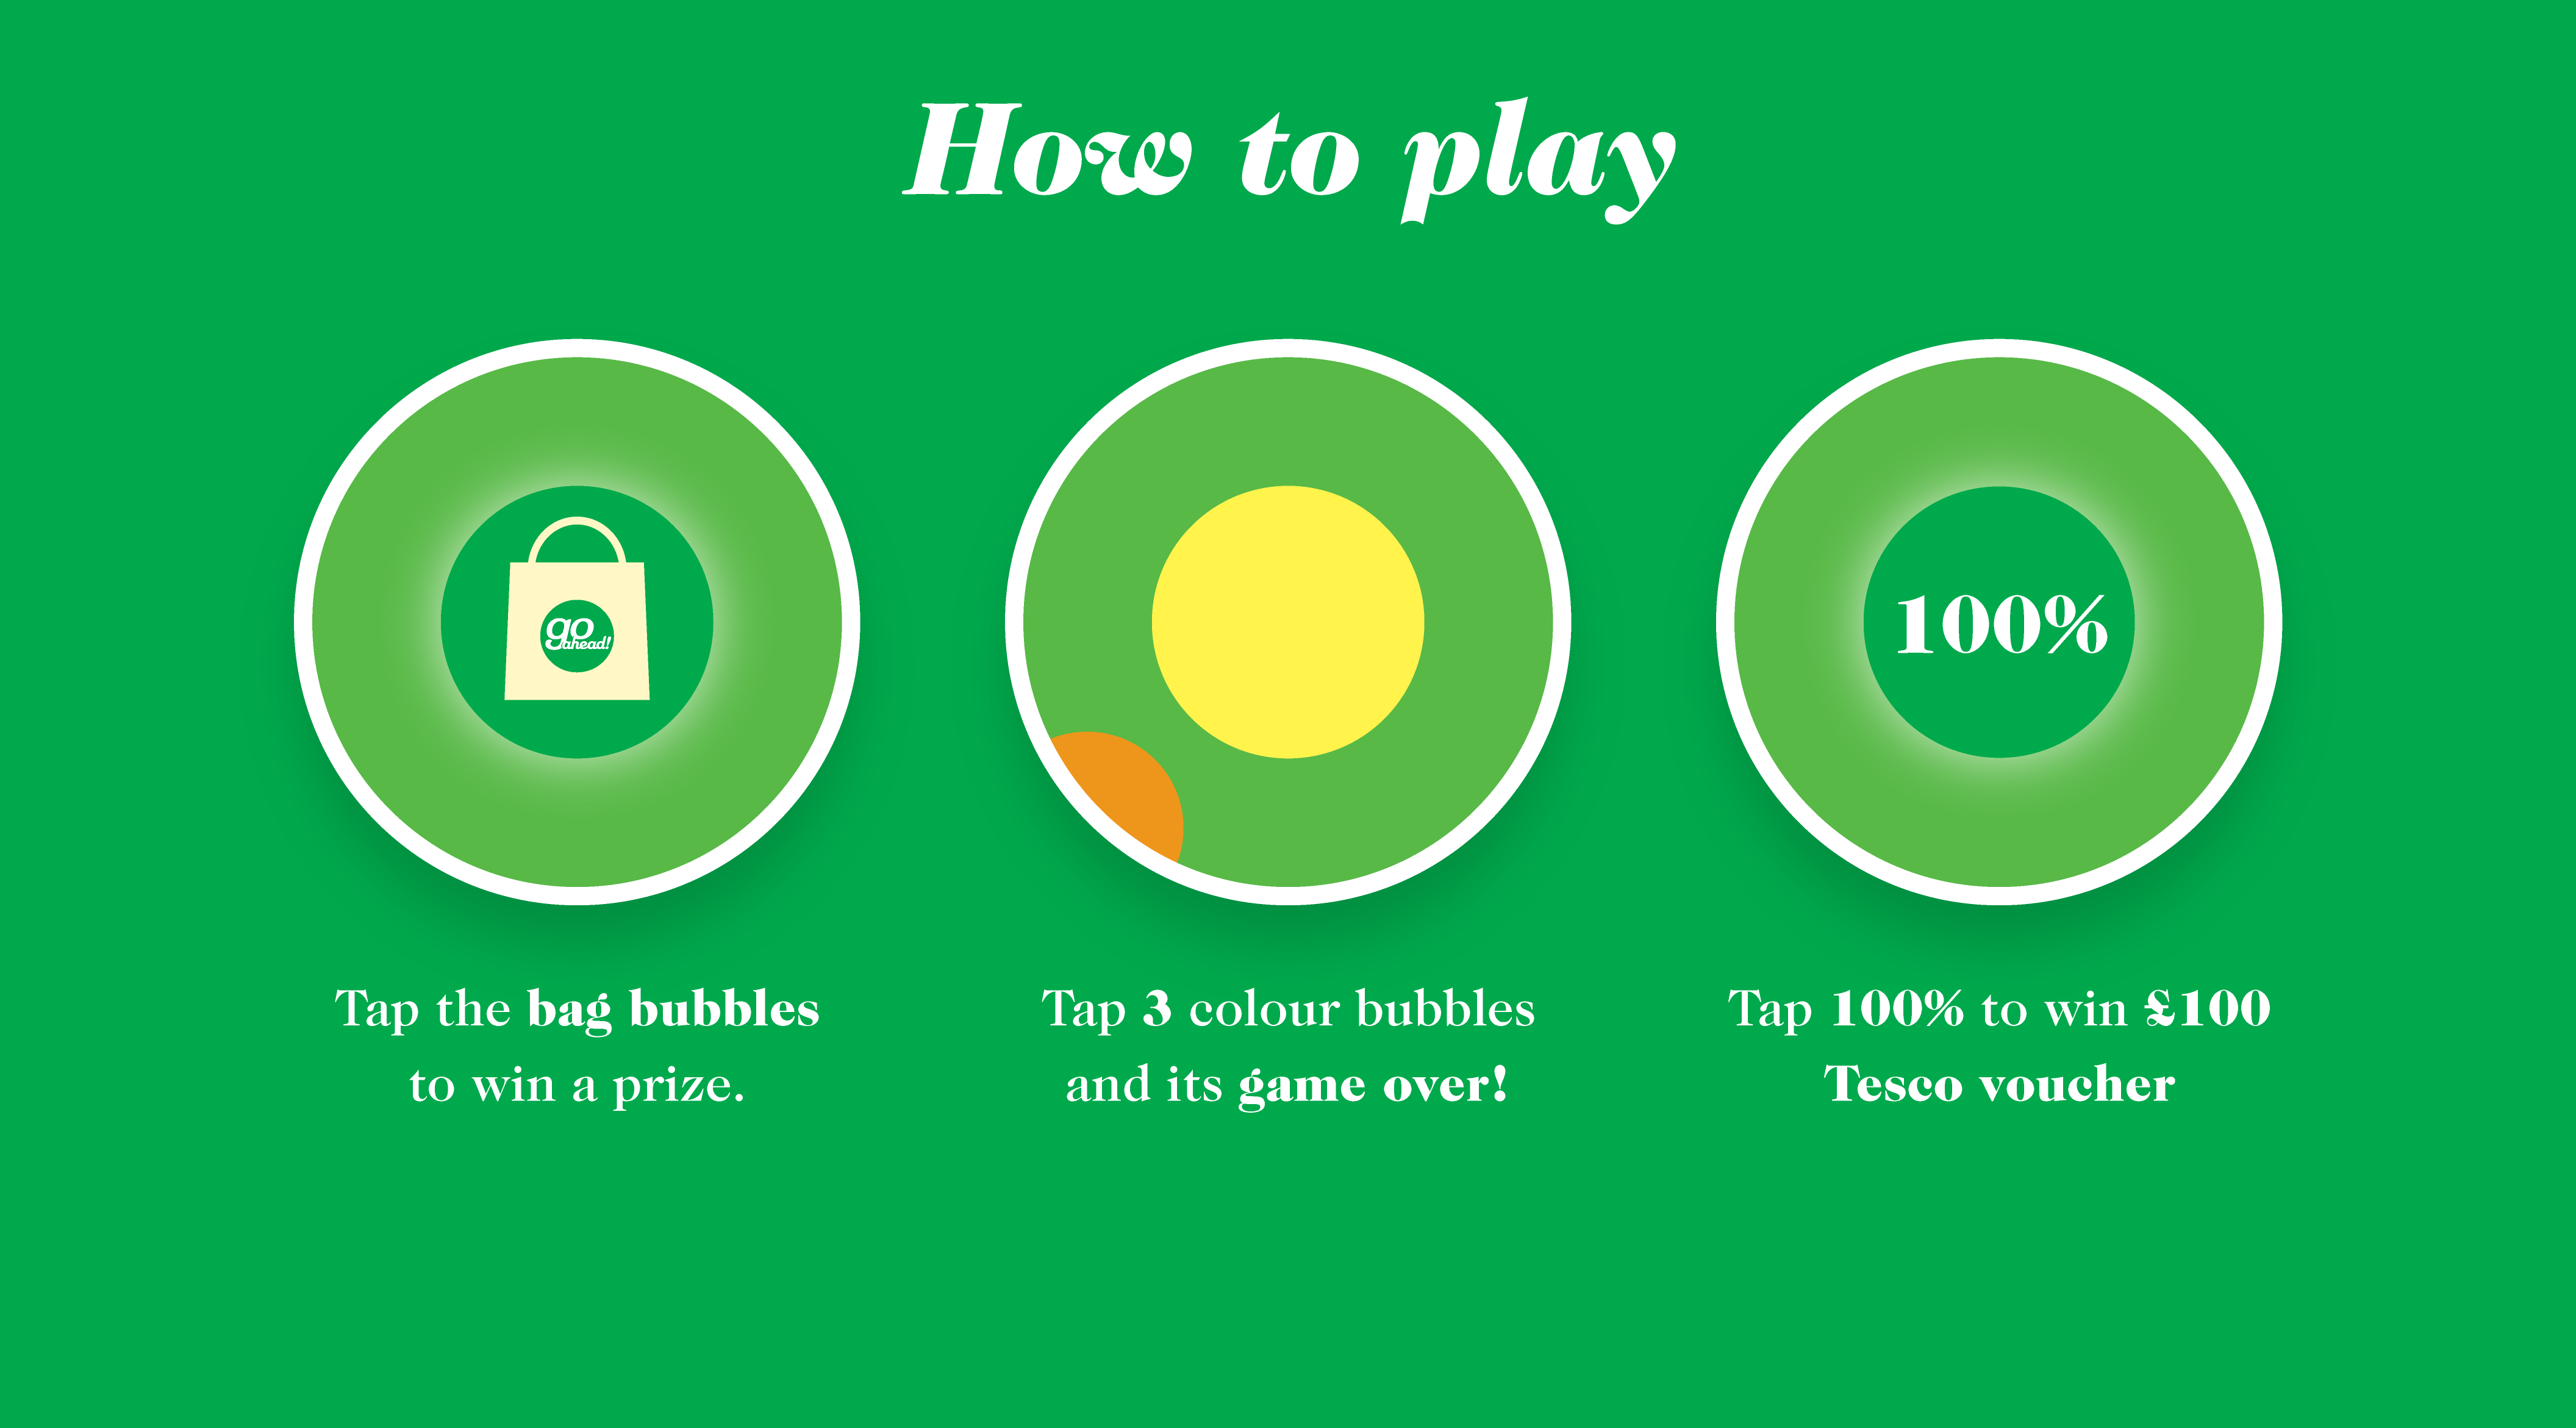 How to play
go
ahead!
100%
Tap the bag bubbles
to win a prize.
Tap 3 colour bubbles
and its game over!
Tap 100% to win £100
Tesco voucher